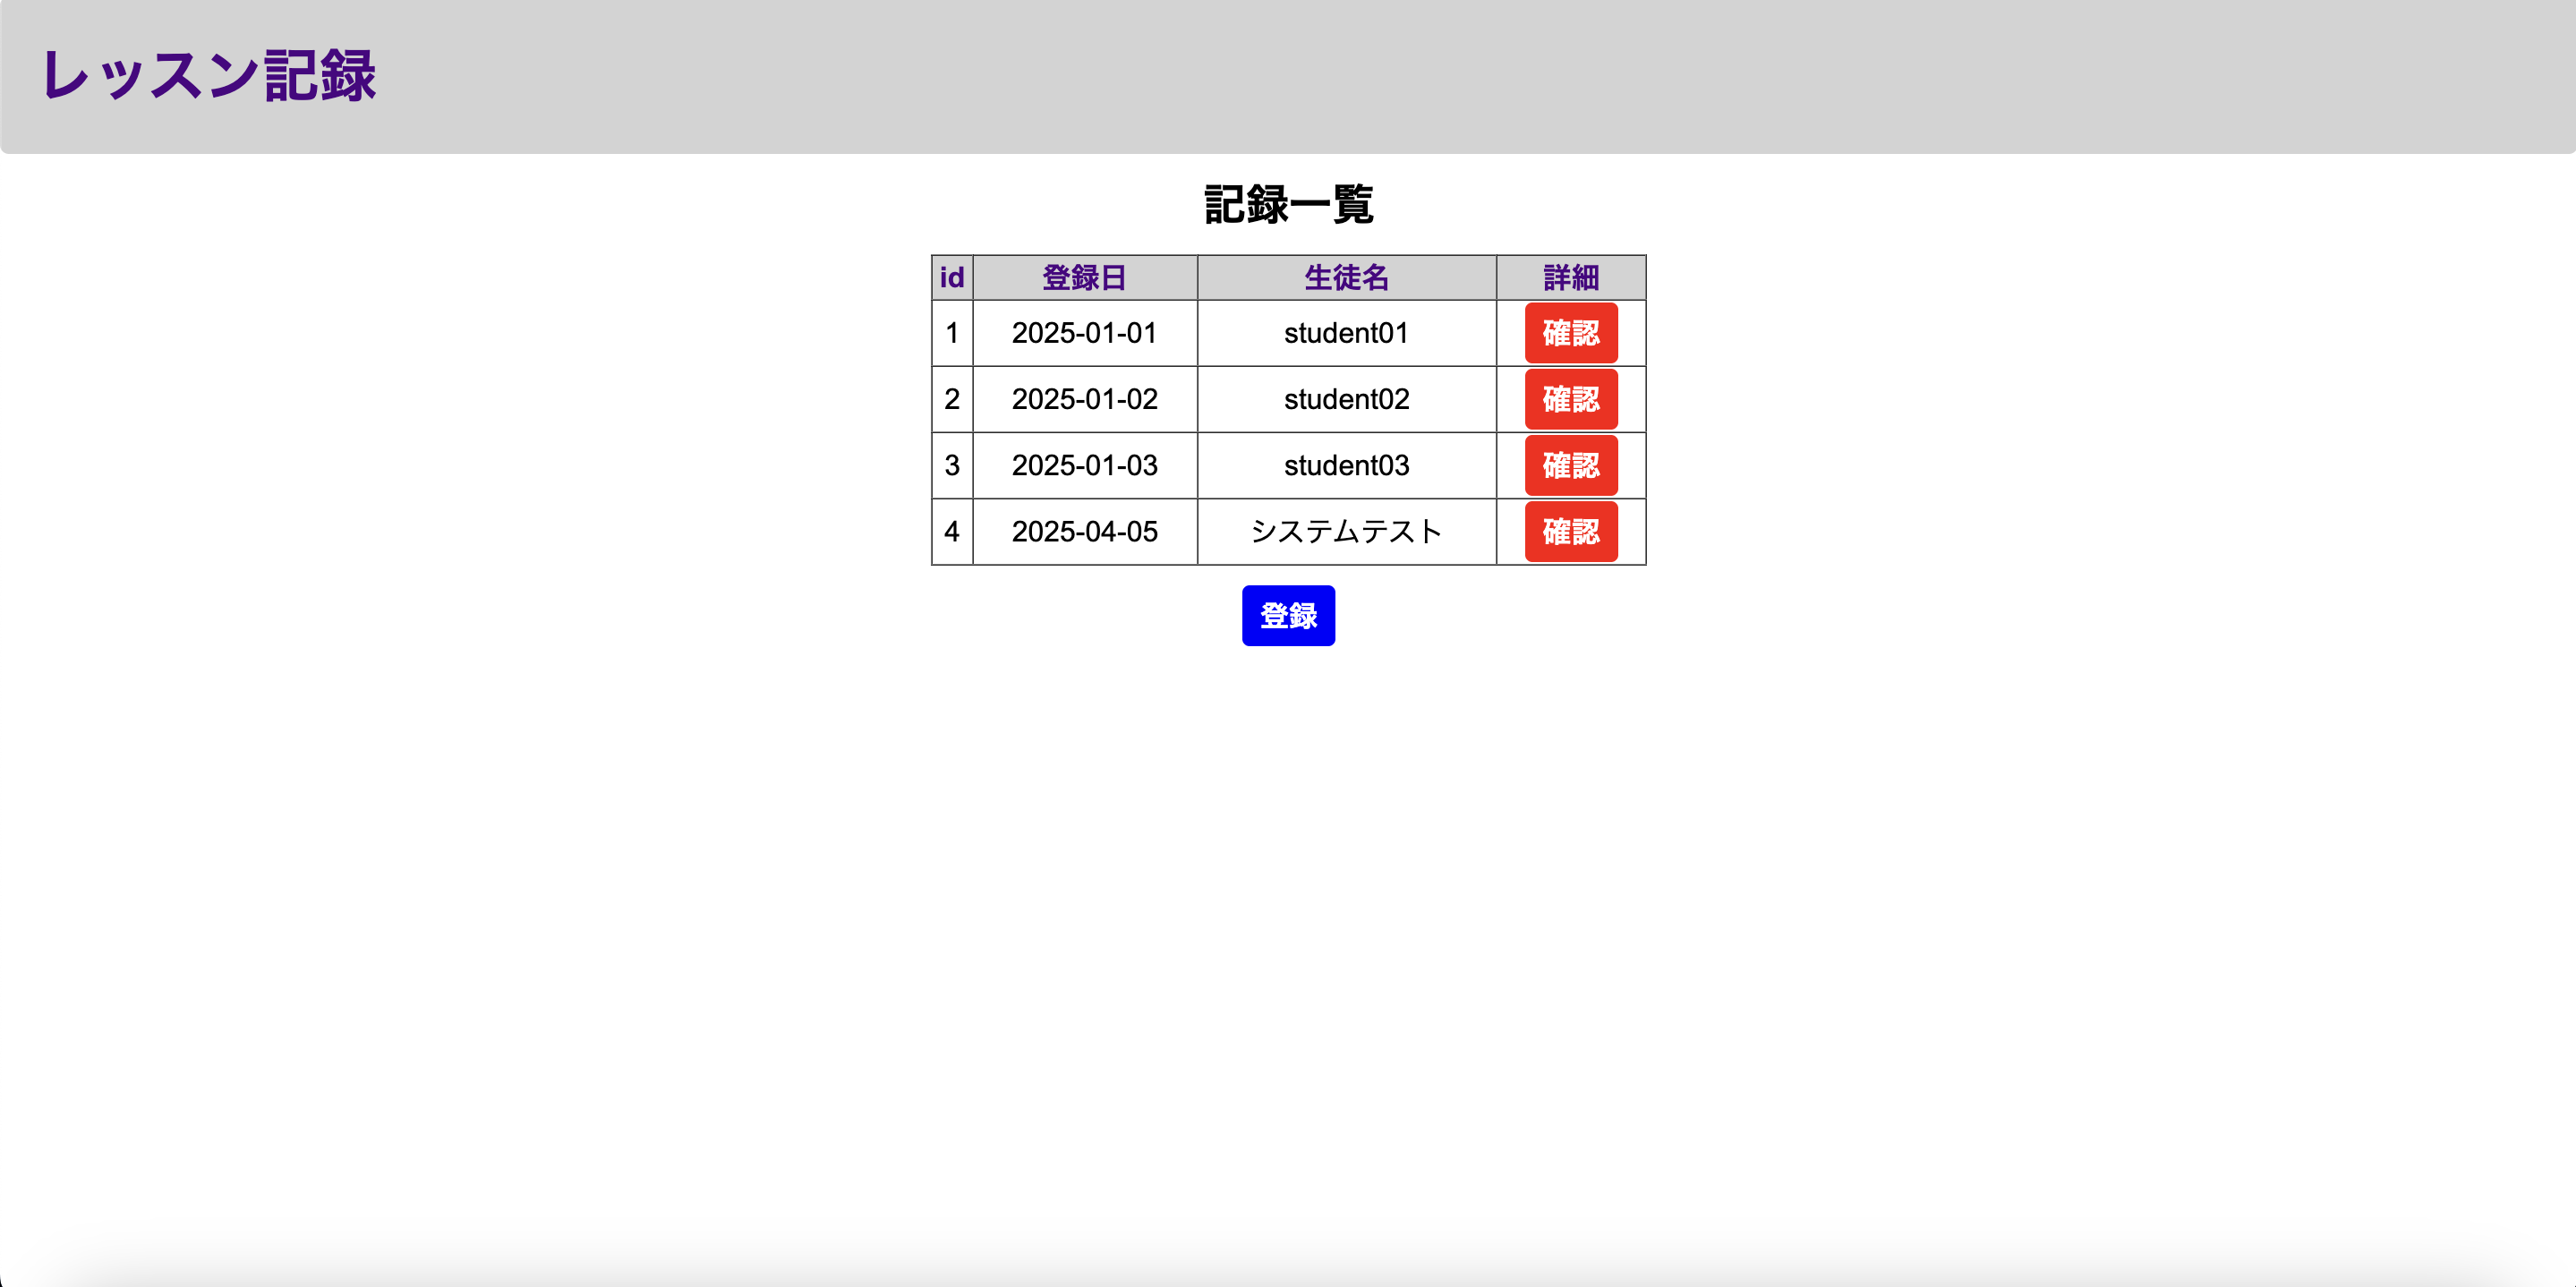 レッスン記録
記録一覧
id 登録日 生徒名 詳細
1 2025-01-01 student01 確認
2 2025-01-02 student02 確認
3 2025-01-03 student03 確認
4 2025-04-05 システムテスト 確認
登録